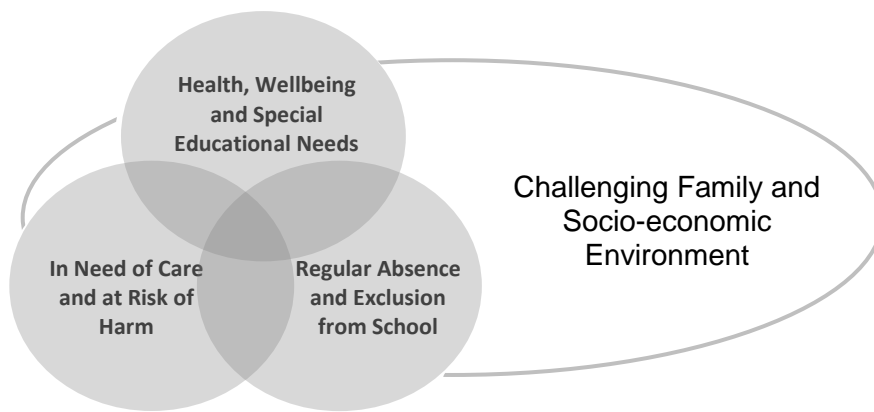 Health, Wellbeing
and Special
Educational Needs
Challenging Family and
Socio-economic
Environment
In Need of Care
and at Risk of
Harm
Regular Absence
and Exclusion
from School